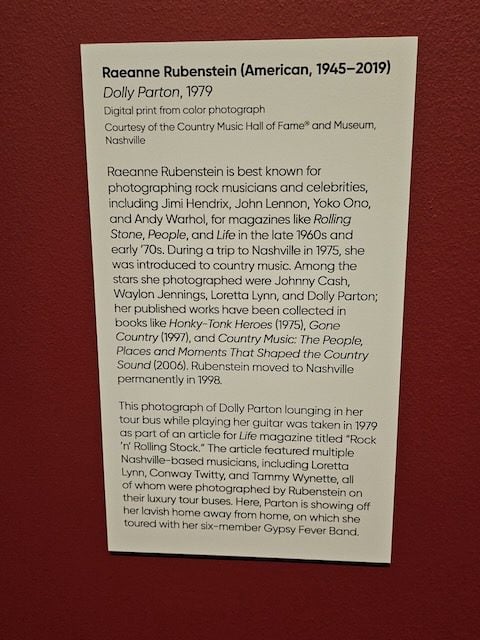 Raeanne Rubenstein (American, 1945–2019)
Dolly Parton, 1979
Digital print from color photograph
Courtesy of the Country Music Hall of Fame® and Museum,
Nashville
Raeanne Rubenstein is best known for
photographing rock musicians and celebrities,
including Jimi Hendrix, John Lennon, Yoko Ono,
and Andy Warhol, for magazines like Rolling
Stone, People, and Life in the late 1960s and
early ’70s. During a trip to Nashville in 1975, she
was introduced to country music. Among the
stars she photographed were Johnny Cash,
Waylon Jennings, Loretta Lynn, and Dolly Parton;
her published works have been collected in
books like Honky-Tonk Heroes (1975), Gone
Country (1997), and Country Music: The People,
Places and Moments That Shaped the Country
Sound (2006). Rubenstein moved to Nashville
permanently in 1998.
This photograph of Dolly Parton lounging in her
tour bus while playing her guitar was taken in 1979
as part of an article for Life magazine titled “Rock
’n’ Rolling Stock.” The article featured multiple
Nashville-based musicians, including Loretta
Lynn, Conway Twitty, and Tammy Wynette, all
of whom were photographed by Rubenstein on
their luxury tour buses. Here, Parton is showing off
her lavish home away from home, on which she
toured with her six-member Gypsy Fever Band.